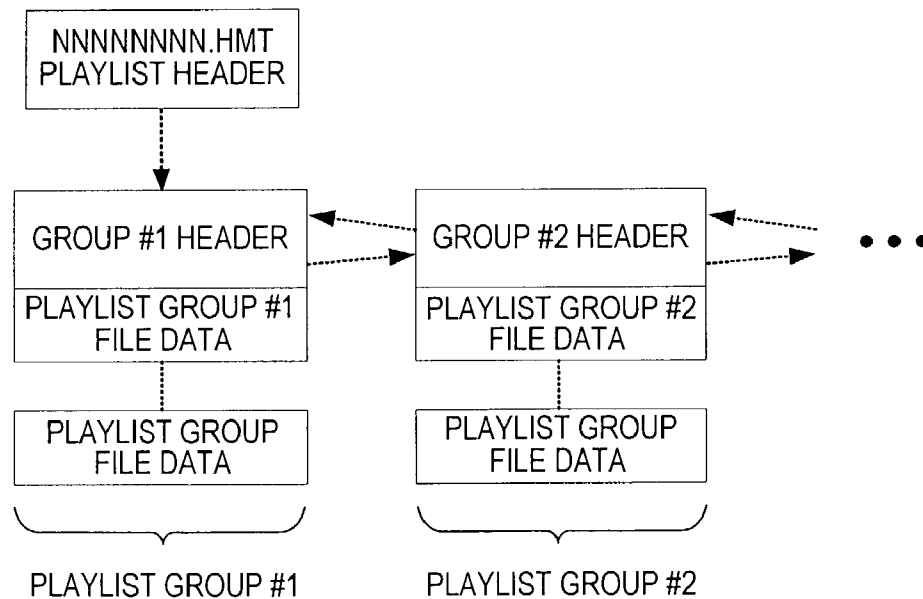 NNNNNNNN.HMT
PLAYLIST HEADER
GROUP #1 HEADER
GROUP #2 HEADER
PLAYLIST GROUP #1
FILE DATA
PLAYLIST GROUP #2
FILE DATA
PLAYLIST GROUP
FILE DATA
PLAYLIST GROUP
FILE DATA
PLAYLIST GROUP #1
PLAYLIST GROUP #2